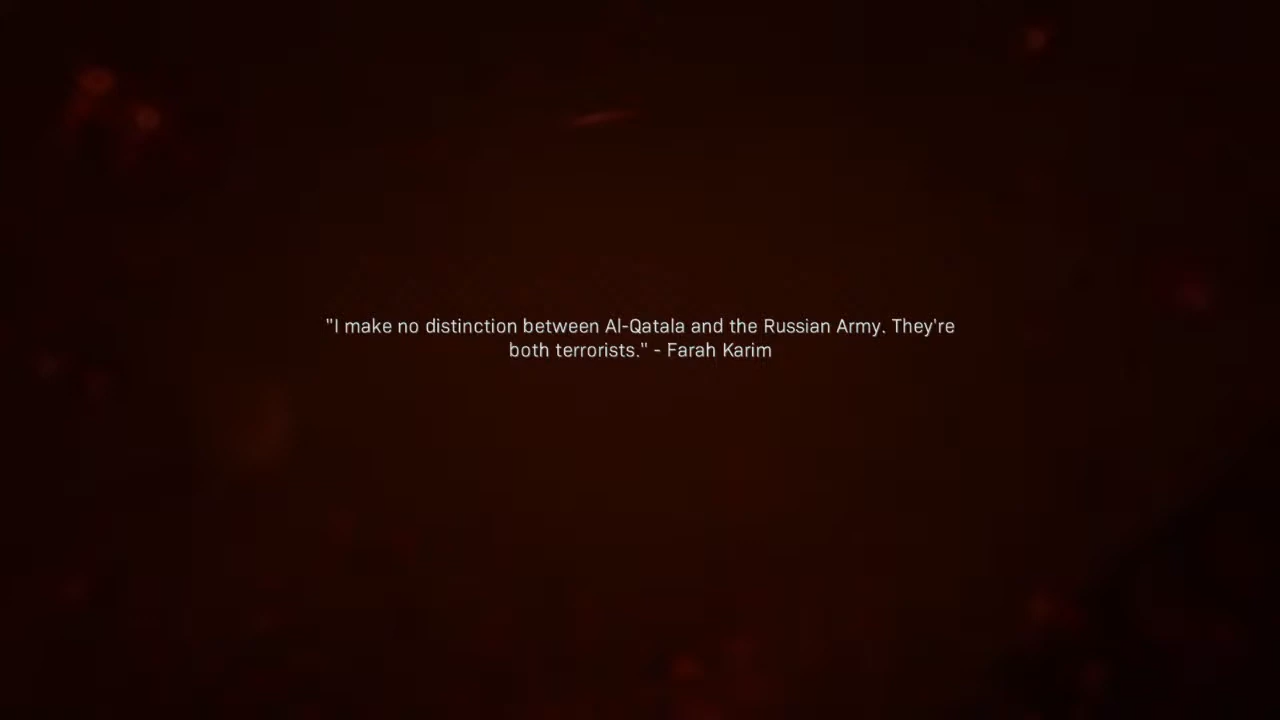 "I make no distinction between Al-Qatala and the Russian Army. They're
both terrorists." - Farah Karim